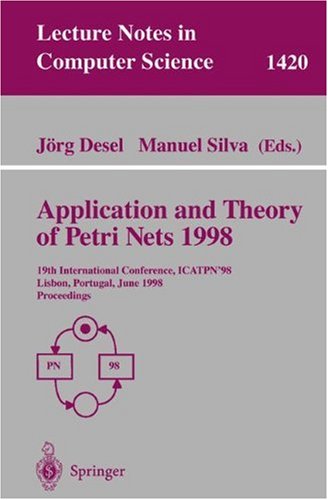 Lecture Notes in
Computer Science 1420
Jörg Desel Manuel Silva (Eds.)
Application and Theory
of Petri Nets 1998
19th International Conference, ICATPN'98
Lisbon, Portugal, June 1998
Proceedings
PN 98
Springer